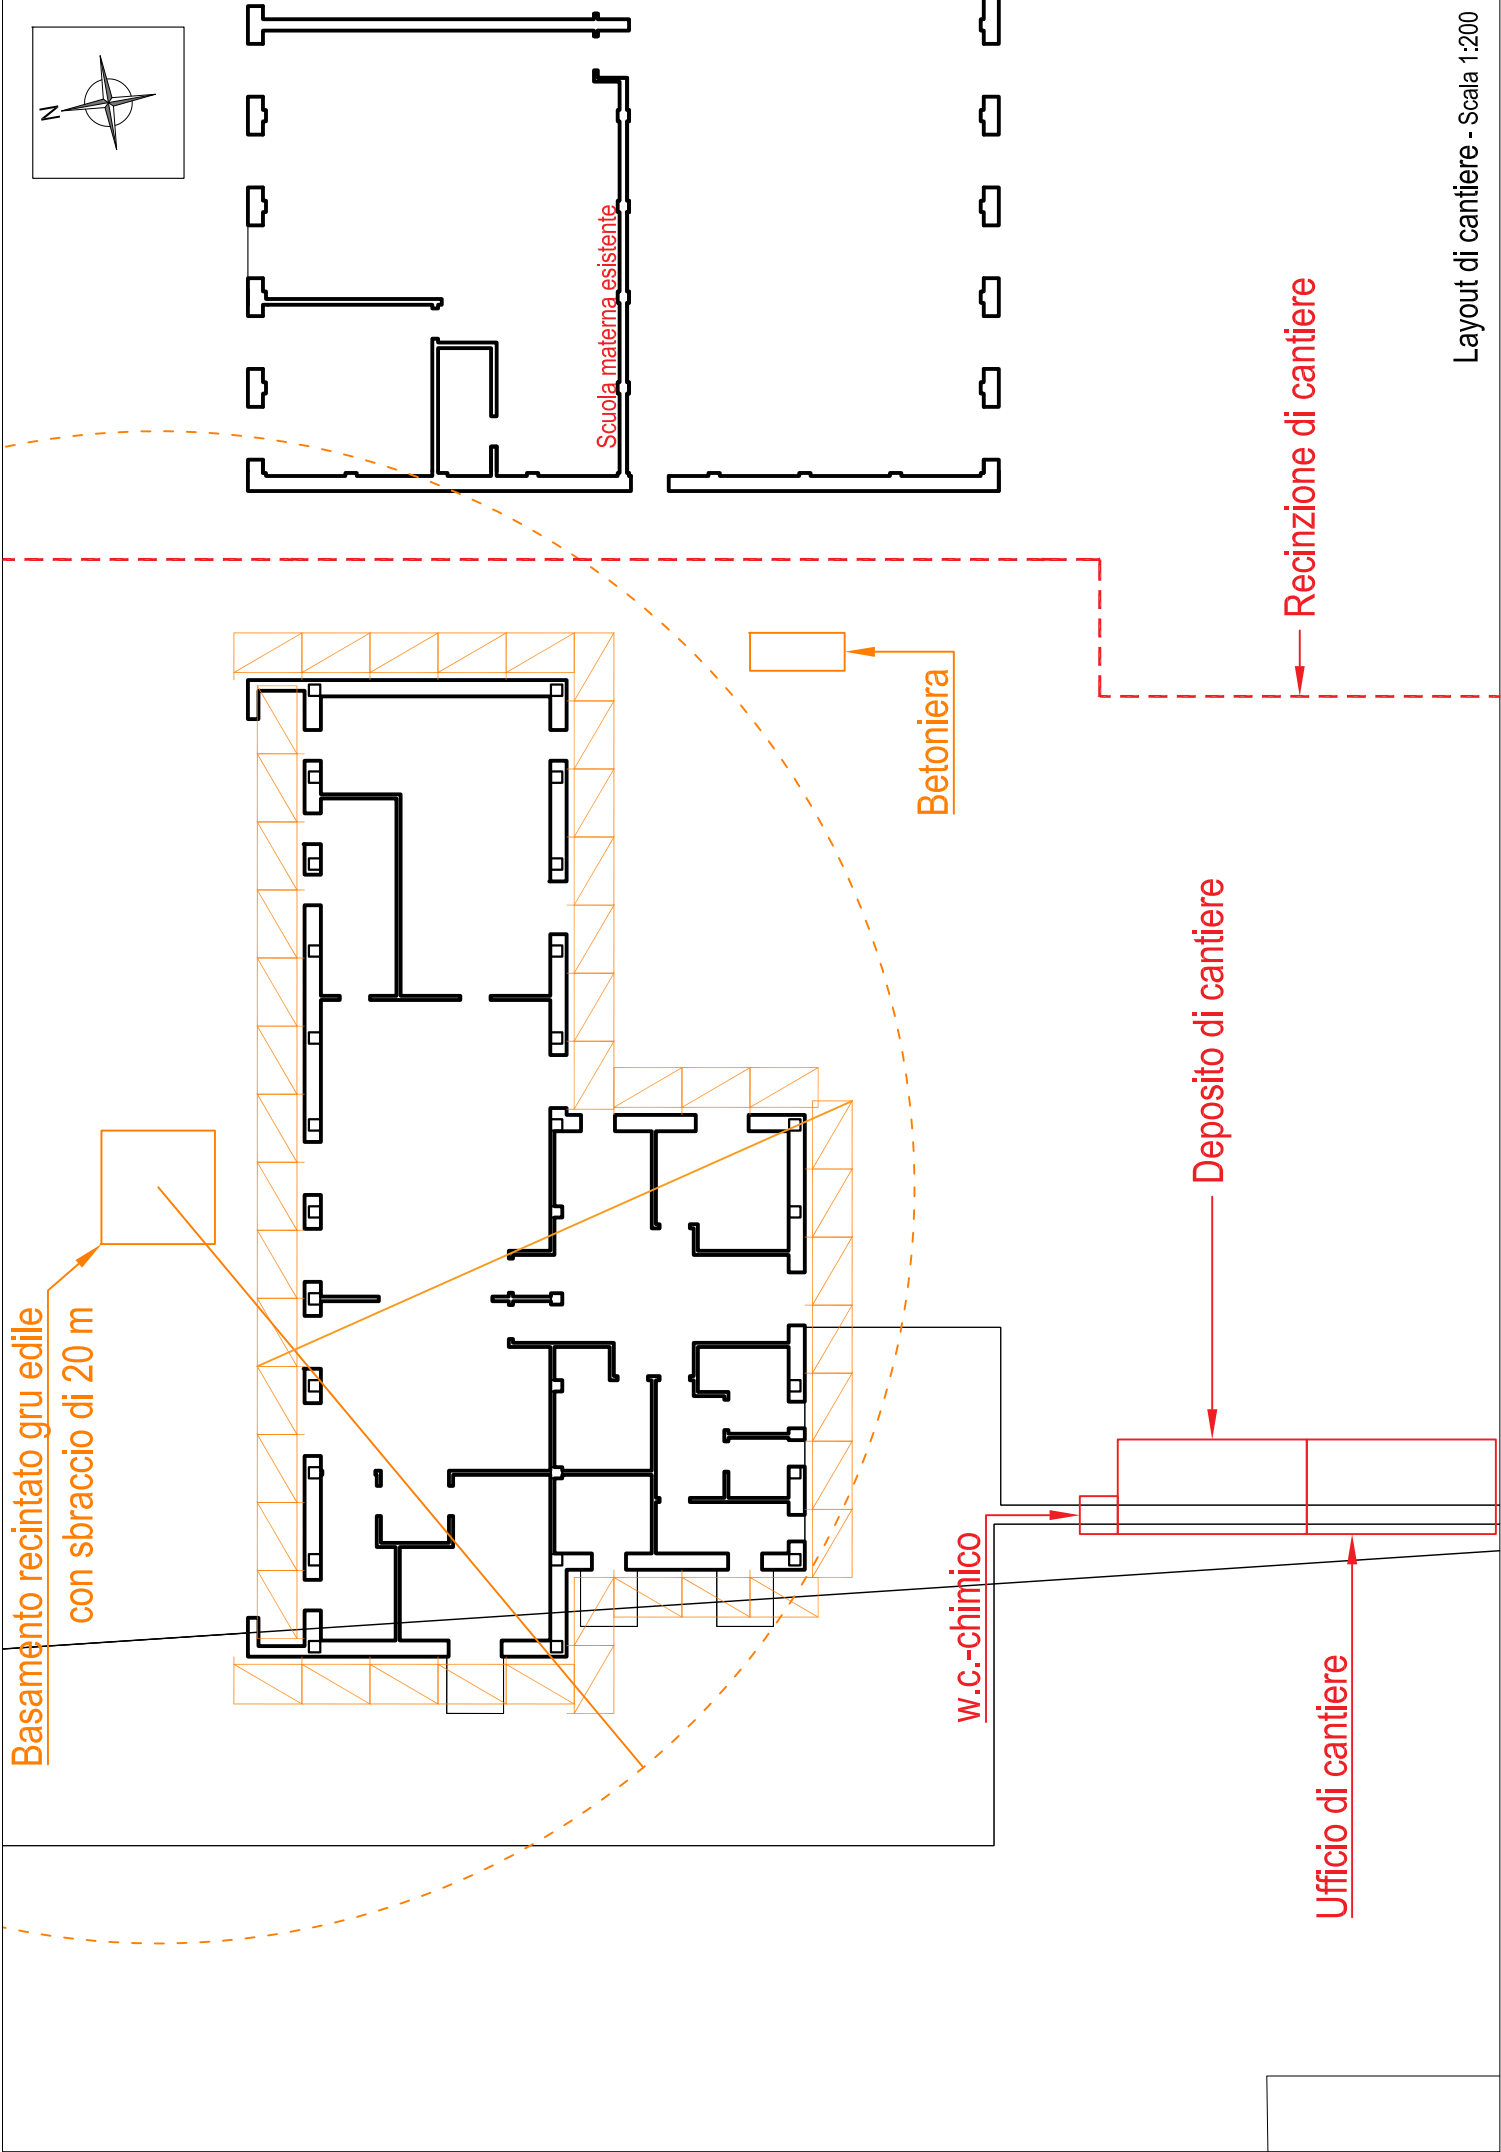 N
Scuola materna esistente
Layout di cantiere - Scala 1:200
Recinzione di cantiere
Betoniera
Deposito di cantiere
Basamento recintato gru edile
con sbraccio di 20 m
w.c.-chimico
Ufficio di cantiere